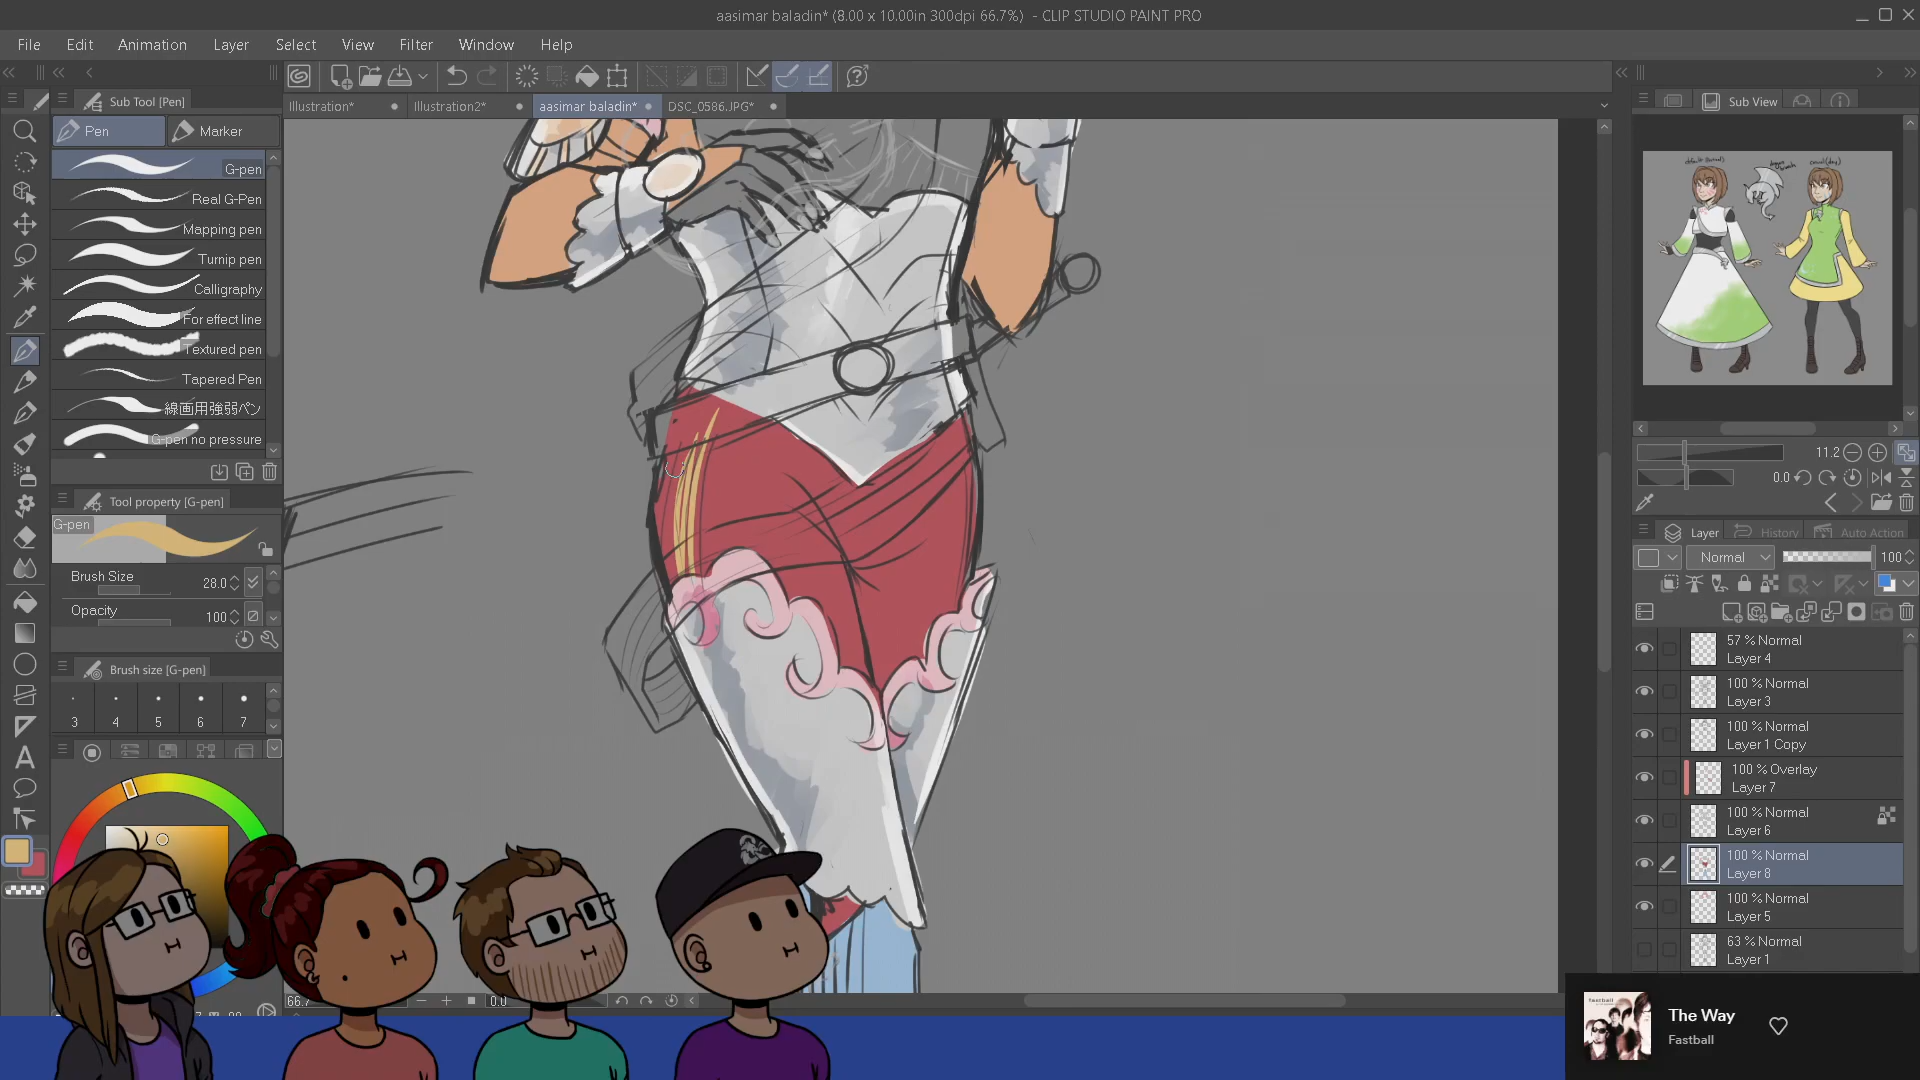 aasimar baladin* (8.00 x 10.00in 300dpi 66.7%)  - CLIP STUDIO PAINT PRO
File Edit Animation Layer Select View Filter Window Help
Sub Tool [Pen]
Illustration* Illustration2* aasimar baladin* DSC_0586.JPG*
Sub View
Pen Marker
G-pen
Real G-Pen
Mapping pen
Turnip pen
Calligraphy
For effect line
Textured pen
Tapered Pen
線画用強弱ペン
G-pen no pressure
Tool property [G-pen]
G-pen
Brush Size 28.0
Opacity 100
Brush size [G-pen]
3 4 5 6 7
11.2
0.0
Layer History Auto Action
Normal 100
57 % Normal
Layer 4
100 % Normal
Layer 3
100 % Normal
Layer 1 Copy
100 % Overlay
Layer 7
100 % Normal
Layer 6
100 % Normal
Layer 8
100 % Normal
Layer 5
63 % Normal
Layer 1
66.7 0.0
The Way
Fastball